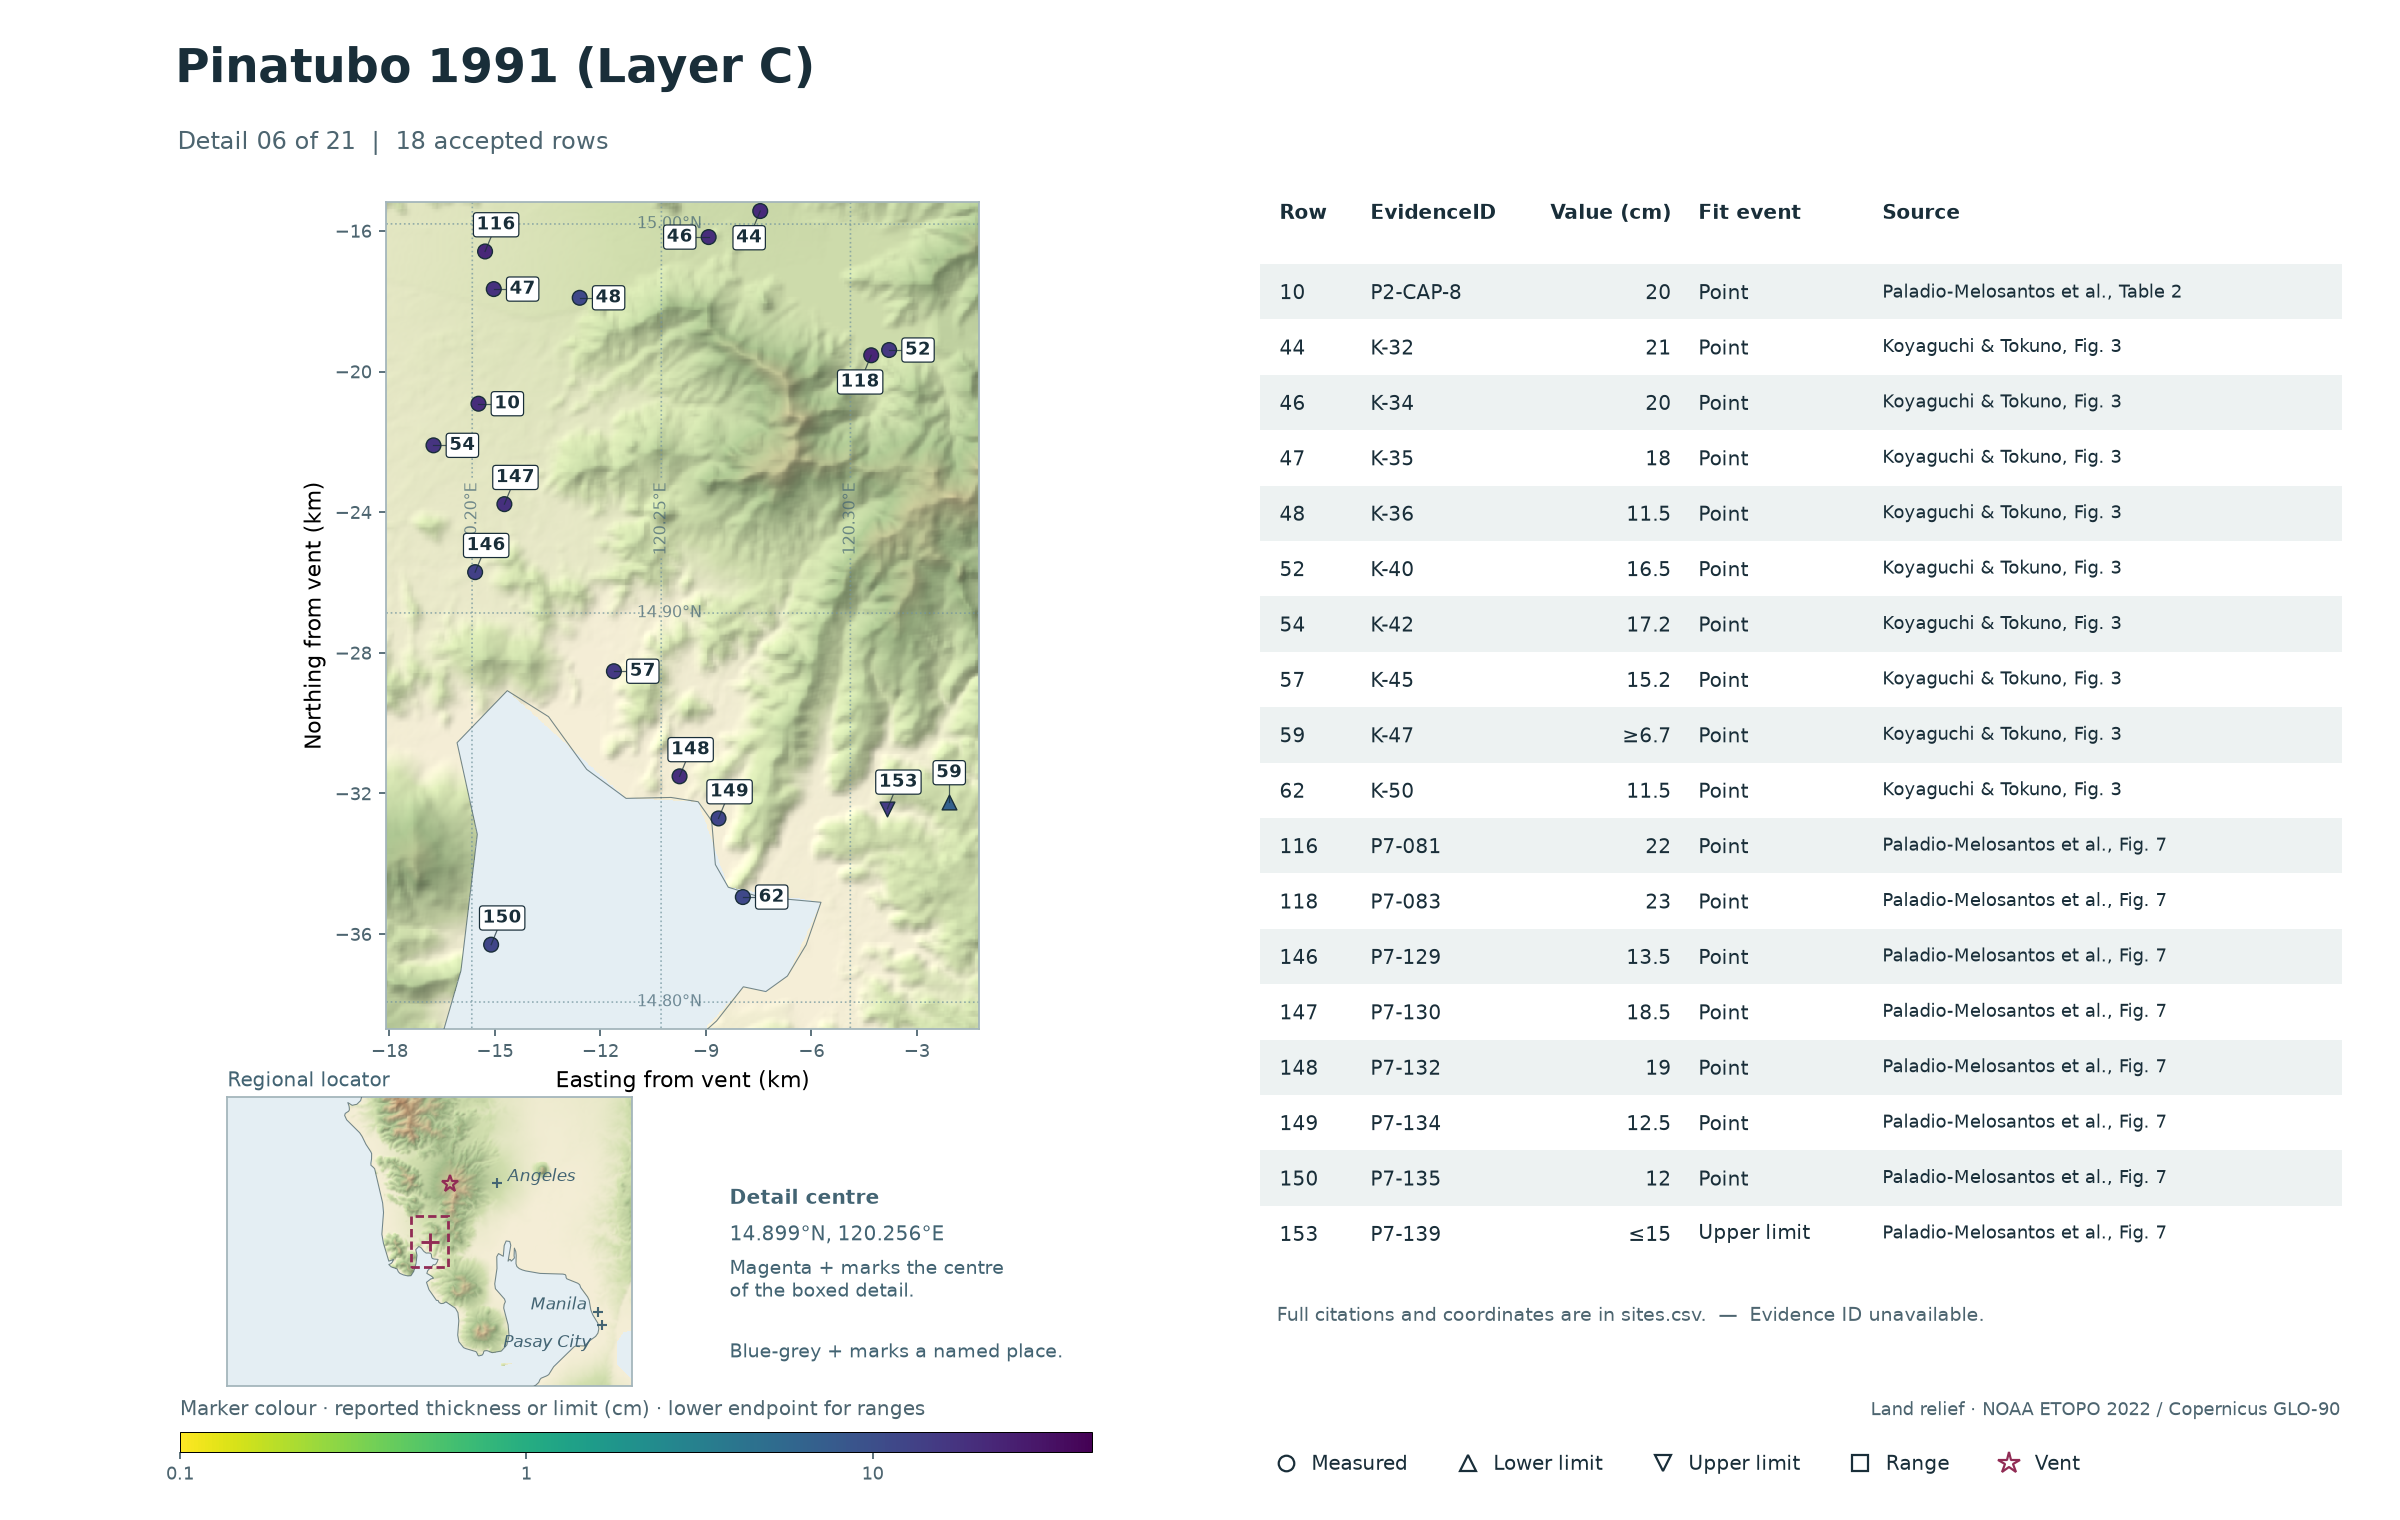 Pinatubo 1991 (Layer C)
Detail 06 of 21 | 18 accepted rows
116
15.00°N
46
44
47
48
52
118
10
54
147
146
120.25°E
120.30°E
0.20°E
14.90°N
57
148
149
153
59
62
150
14.80°N
−16
−20
−24
−28
−32
−36
Northing from vent (km)
−18
−15
−12
−9
−6
−3
Easting from vent (km)
Regional locator
Angeles
Manila
Pasay City
Detail centre
14.899°N, 120.256°E
Magenta + marks the centre
of the boxed detail.
Blue-grey + marks a named place.
Marker colour · reported thickness or limit (cm) · lower endpoint for ranges
0.1
1
10
Row EvidenceID Value (cm) Fit event Source
10 P2-CAP-8 20 Point Paladio-Melosantos et al., Table 2
44 K-32 21 Point Koyaguchi & Tokuno, Fig. 3
46 K-34 20 Point Koyaguchi & Tokuno, Fig. 3
47 K-35 18 Point Koyaguchi & Tokuno, Fig. 3
48 K-36 11.5 Point Koyaguchi & Tokuno, Fig. 3
52 K-40 16.5 Point Koyaguchi & Tokuno, Fig. 3
54 K-42 17.2 Point Koyaguchi & Tokuno, Fig. 3
57 K-45 15.2 Point Koyaguchi & Tokuno, Fig. 3
59 K-47 ≥6.7 Point Koyaguchi & Tokuno, Fig. 3
62 K-50 11.5 Point Koyaguchi & Tokuno, Fig. 3
116 P7-081 22 Point Paladio-Melosantos et al., Fig. 7
118 P7-083 23 Point Paladio-Melosantos et al., Fig. 7
146 P7-129 13.5 Point Paladio-Melosantos et al., Fig. 7
147 P7-130 18.5 Point Paladio-Melosantos et al., Fig. 7
148 P7-132 19 Point Paladio-Melosantos et al., Fig. 7
149 P7-134 12.5 Point Paladio-Melosantos et al., Fig. 7
150 P7-135 12 Point Paladio-Melosantos et al., Fig. 7
153 P7-139 ≤15 Upper limit Paladio-Melosantos et al., Fig. 7
Full citations and coordinates are in sites.csv. — Evidence ID unavailable.
Land relief · NOAA ETOPO 2022 / Copernicus GLO-90
Measured
Lower limit
Upper limit
Range
Vent